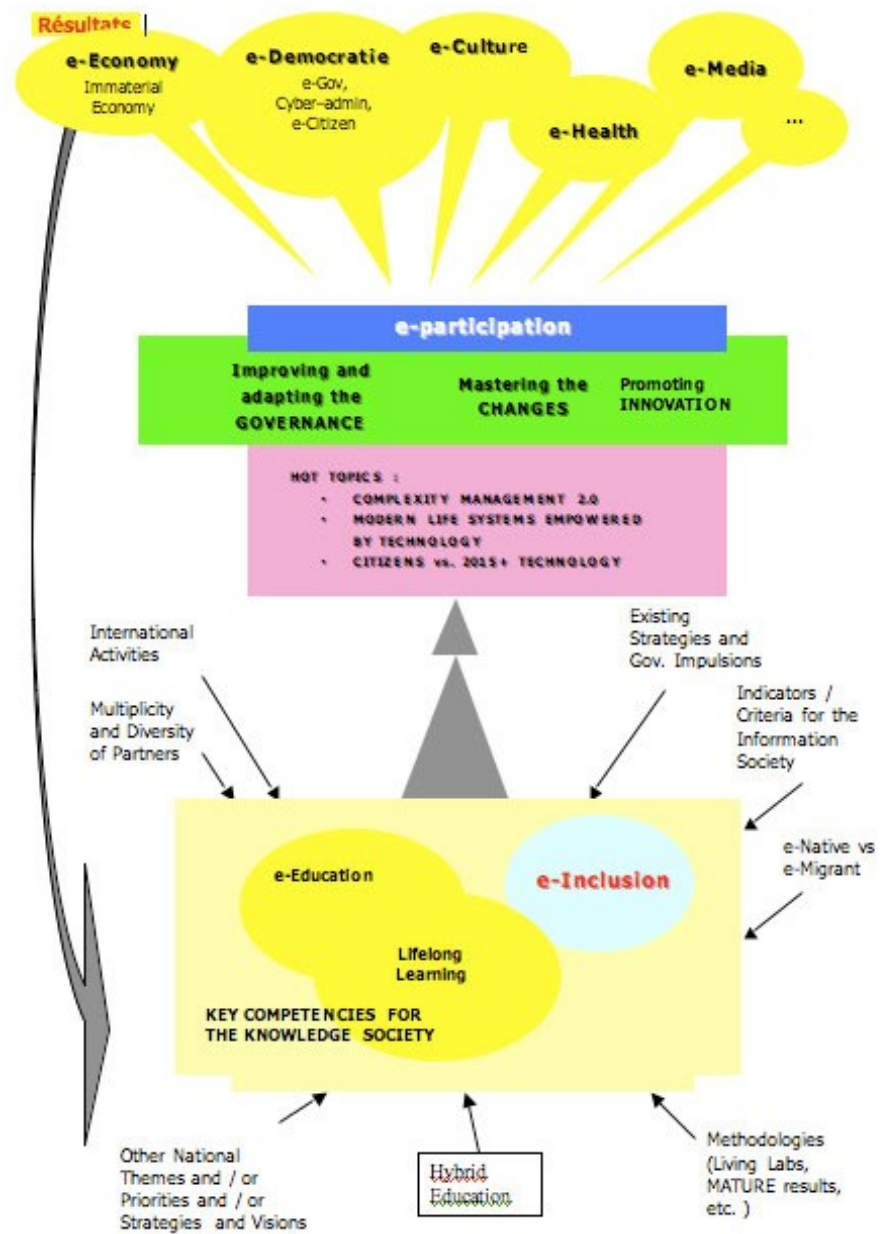 Résultats
e-Economy
Immaterial
Economy
e-Democratie
e-Gov,
Cyber-admin,
e-Citizen
e-Culture
e-Health
e-Media
...
e-participation
Improving and
adapting the
GOVERNANCE
Mastering the
CHANGES
Promoting
INNOVATION
HOT TOPICS :
• COMPLEXITY MANAGEMENT 2.0
• MODERN LIFE SYSTEMS EMPOWERED
BY TECHNOLOGY
• CITIZENS vs. 2015+ TECHNOLOGY
International
Activities
Multiplicity
and Diversity
of Partners
Existing
Strategies and
Gov. Impulsions
Indicators /
Criteria for the
Inforrmation
Society
e-Native vs
e-Migrant
e-Education
e-Inclusion
Lifelong
Learning
KEY COMPETENCIES FOR
THE KNOWLEDGE SOCIETY
Other National
Themes and / or
Priorities and / or
Strategies and Visions
Hybrid
Education
Methodologies
(Living Labs,
MATURE results,
etc. )